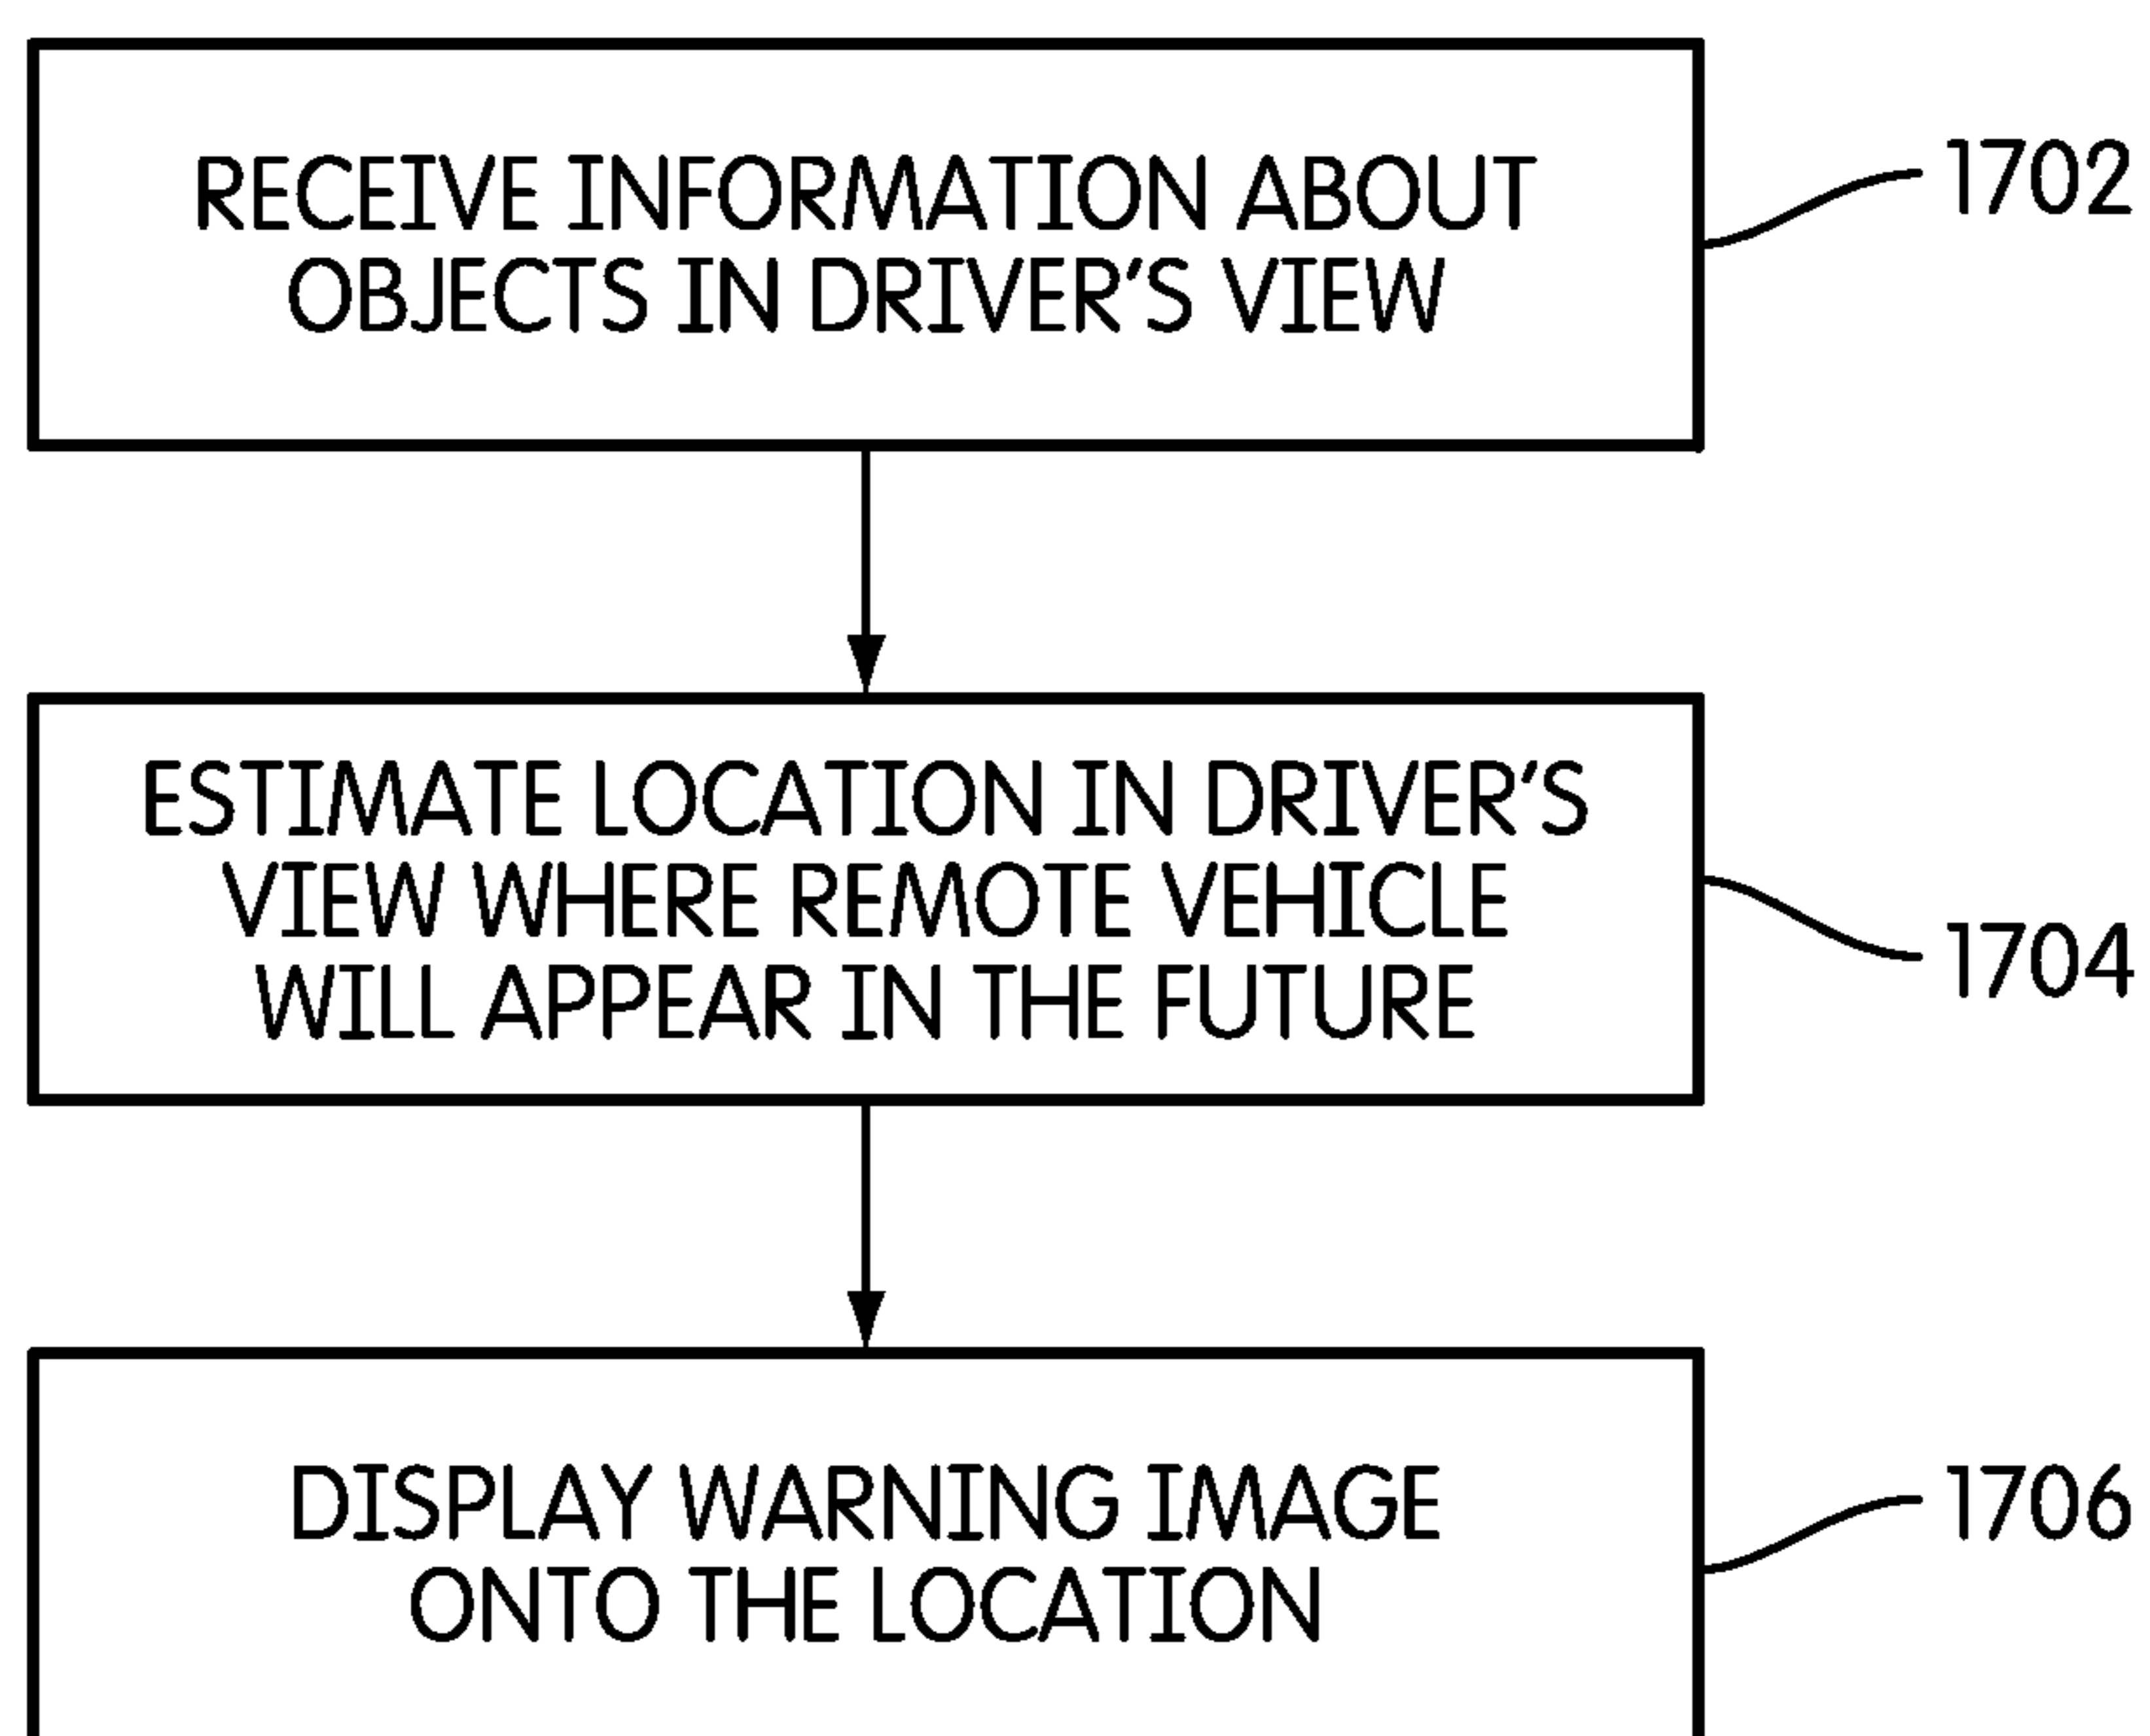 RECEIVE INFORMATION ABOUT
OBJECTS IN DRIVER'S VIEW
1702
ESTIMATE LOCATION IN DRIVER'S
VIEW WHERE REMOTE VEHICLE
WILL APPEAR IN THE FUTURE
1704
DISPLAY WARNING IMAGE
ONTO THE LOCATION
1706